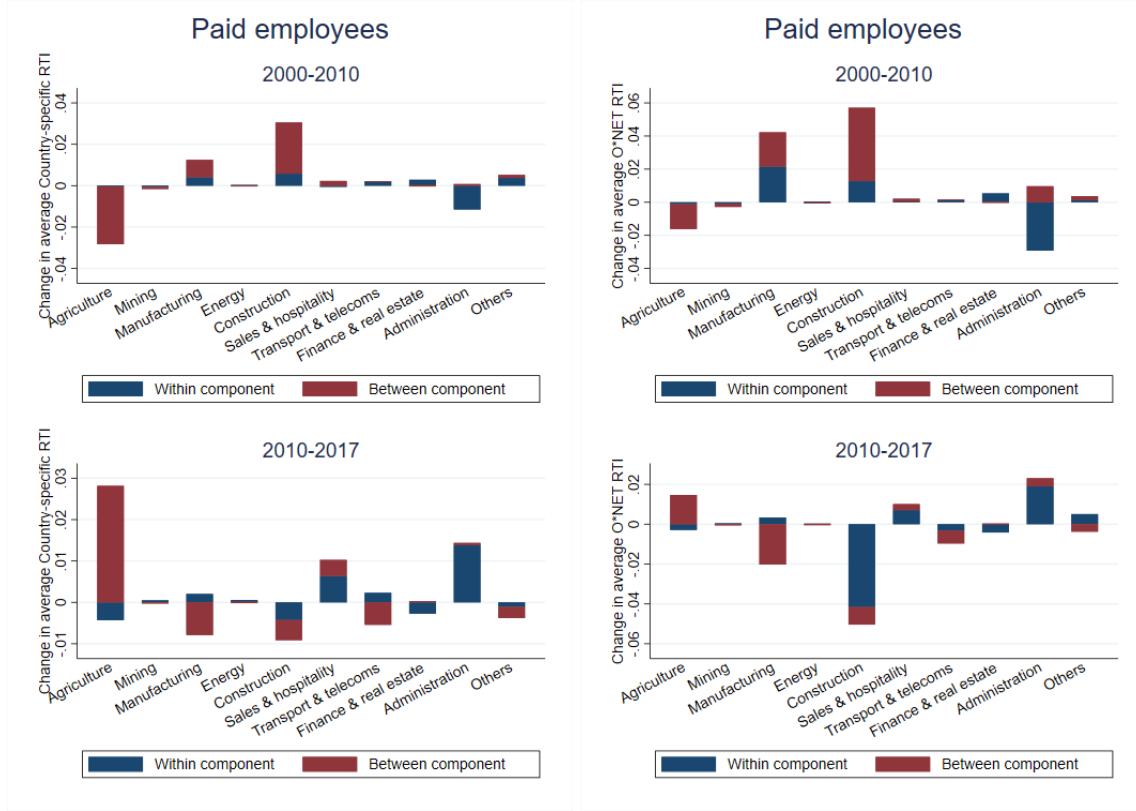 Paid employees
2000-2010
Change in average Country-specific RTI
.04
.02
0
-.02
-.04
Agriculture
Mining
Manufacturing
Energy
Construction
Sales & hospitality
Transport & telecoms
Finance & real estate
Administration
Others
Within component
Between component
Paid employees
2000-2010
Change in average O*NET RTI
.06
.04
.02
0
-.02
-.04
Agriculture
Mining
Manufacturing
Energy
Construction
Sales & hospitality
Transport & telecoms
Finance & real estate
Administration
Others
Within component
Between component
2010-2017
Change in average Country-specific RTI
.03
.02
.01
0
-.01
Agriculture
Mining
Manufacturing
Energy
Construction
Sales & hospitality
Transport & telecoms
Finance & real estate
Administration
Others
Within component
Between component
2010-2017
Change in average O*NET RTI
.02
0
-.02
-.04
-.06
Agriculture
Mining
Manufacturing
Energy
Construction
Sales & hospitality
Transport & telecoms
Finance & real estate
Administration
Others
Within component
Between component